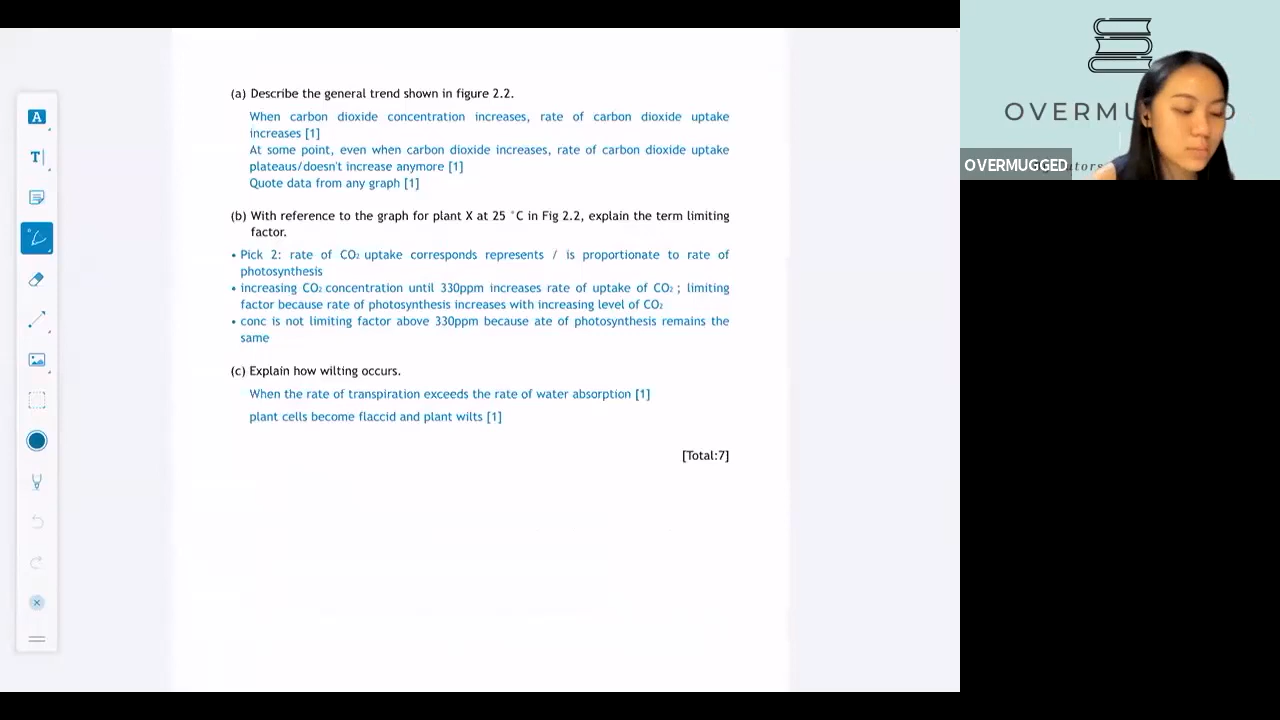 (a) Describe the general trend shown in figure 2.2.
When carbon dioxide concentration increases, rate of carbon dioxide uptake
increases [1]
At some point, even when carbon dioxide increases, rate of carbon dioxide uptake
plateaus/doesn't increase anymore [1]
Quote data from any graph [1]
(b) With reference to the graph for plant X at 25 °C in Fig 2.2, explain the term limiting
factor.
• Pick 2: rate of CO₂ uptake corresponds represents / is proportionate to rate of
photosynthesis
• increasing CO₂ concentration until 330ppm increases rate of uptake of CO₂ ; limiting
factor because rate of photosynthesis increases with increasing level of CO₂
• conc is not limiting factor above 330ppm because ate of photosynthesis remains the
same
(c) Explain how wilting occurs.
When the rate of transpiration exceeds the rate of water absorption [1]
plant cells become flaccid and plant wilts [1]
[Total:7]
A
T
OVERMU D
OVERMUGGED